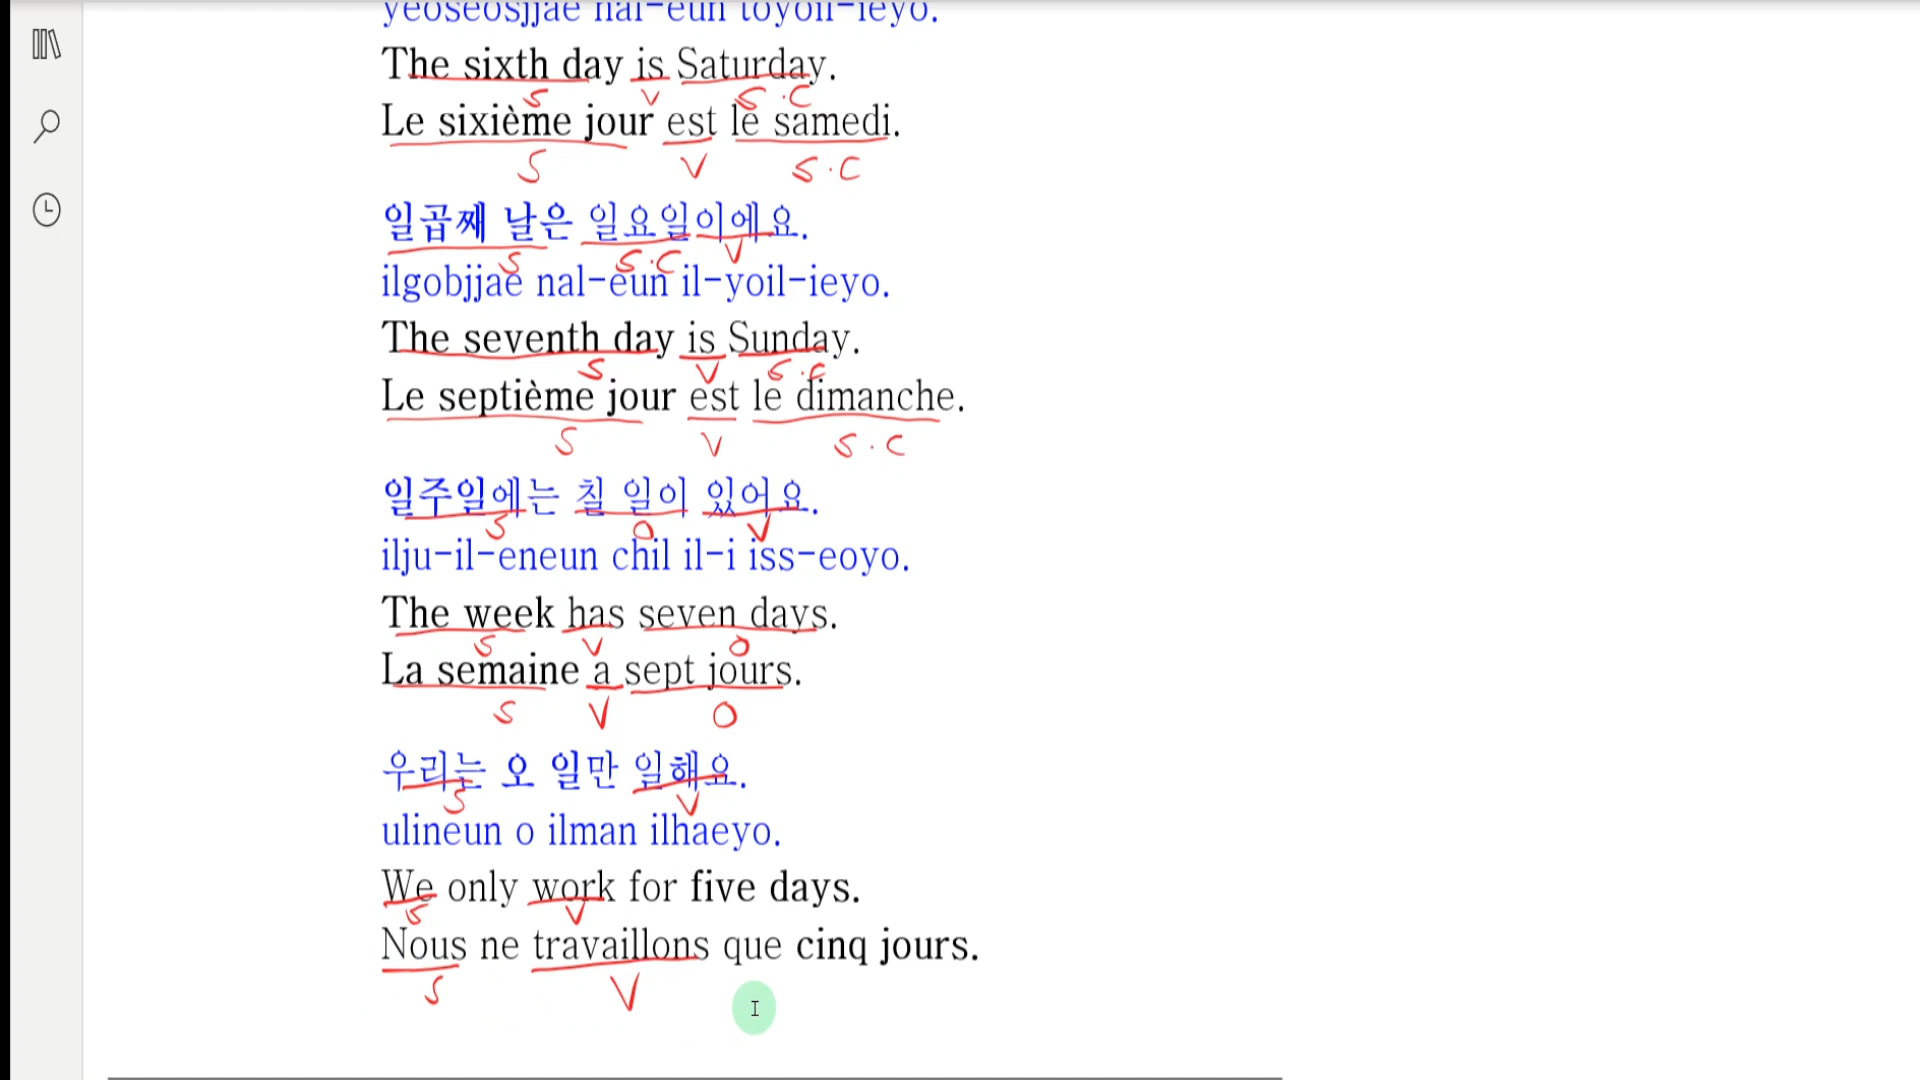 yeoseosjjae nal-eun toyoil-ieyo.
The sixth day is Saturday.
S V S·C
Le sixième jour est le samedi.
S V S·C
일곱째 날은 일요일이에요.
S S·C V
ilgobjjae nal-eun il-yoil-ieyo.
The seventh day is Sunday.
S V S·C
Le septième jour est le dimanche.
S V S·C
일주일에는 칠 일이 있어요.
S O V
ilju-il-eneun chil il-i iss-eoyo.
The week has seven days.
S V O
La semaine a sept jours.
S V O
우리는 오 일만 일해요.
S V
ulineun o ilman ilhaeyo.
We only work for five days.
S V
Nous ne travaillons que cinq jours.
S V